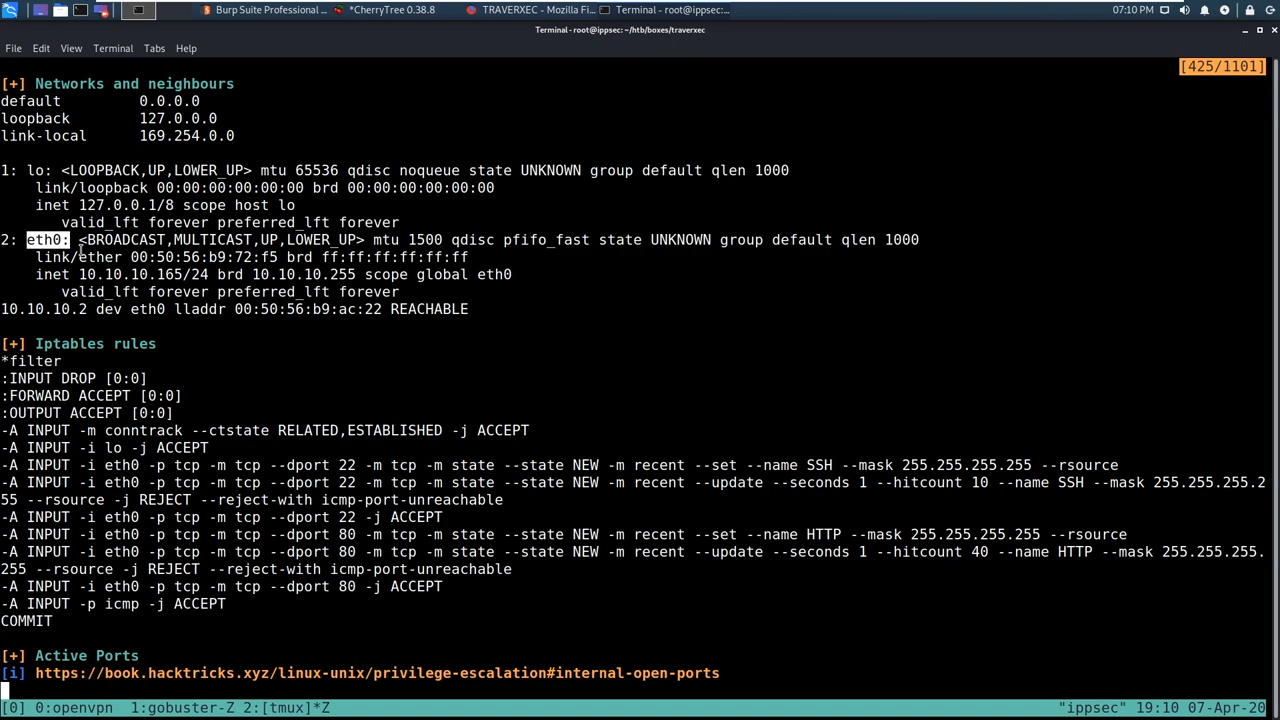 Burp Suite Professional ...
*CherryTree 0.38.8
TRAVERXEC - Mozilla Fi...
Terminal - root@ippsec:...
07:10 PM
Terminal - root@ippsec: ~/htb/boxes/traverxec
File Edit View Terminal Tabs Help
[425/1101]
[+] Networks and neighbours
default 0.0.0.0
loopback 127.0.0.0
link-local 169.254.0.0
1: lo: <LOOPBACK,UP,LOWER_UP> mtu 65536 qdisc noqueue state UNKNOWN group default qlen 1000
link/loopback 00:00:00:00:00:00 brd 00:00:00:00:00:00
inet 127.0.0.1/8 scope host lo
valid_lft forever preferred_lft forever
2: eth0: <BROADCAST,MULTICAST,UP,LOWER_UP> mtu 1500 qdisc pfifo_fast state UNKNOWN group default qlen 1000
link/ether 00:50:56:b9:72:f5 brd ff:ff:ff:ff:ff:ff
inet 10.10.10.165/24 brd 10.10.10.255 scope global eth0
valid_lft forever preferred_lft forever
10.10.10.2 dev eth0 lladdr 00:50:56:b9:ac:22 REACHABLE
[+] Iptables rules
*filter
:INPUT DROP [0:0]
:FORWARD ACCEPT [0:0]
:OUTPUT ACCEPT [0:0]
-A INPUT -m conntrack --ctstate RELATED,ESTABLISHED -j ACCEPT
-A INPUT -i lo -j ACCEPT
-A INPUT -i eth0 -p tcp -m tcp --dport 22 -m tcp -m state --state NEW -m recent --set --name SSH --mask 255.255.255.255 --rsource
-A INPUT -i eth0 -p tcp -m tcp --dport 22 -m tcp -m state --state NEW -m recent --update --seconds 1 --hitcount 10 --name SSH --mask 255.255.255.2
55 --rsource -j REJECT --reject-with icmp-port-unreachable
-A INPUT -i eth0 -p tcp -m tcp --dport 22 -j ACCEPT
-A INPUT -i eth0 -p tcp -m tcp --dport 80 -m tcp -m state --state NEW -m recent --set --name HTTP --mask 255.255.255.255 --rsource
-A INPUT -i eth0 -p tcp -m tcp --dport 80 -m tcp -m state --state NEW -m recent --update --seconds 1 --hitcount 40 --name HTTP --mask 255.255.255.
255 --rsource -j REJECT --reject-with icmp-port-unreachable
-A INPUT -i eth0 -p tcp -m tcp --dport 80 -j ACCEPT
-A INPUT -p icmp -j ACCEPT
COMMIT
[+] Active Ports
[i] https://book.hacktricks.xyz/linux-unix/privilege-escalation#internal-open-ports
[0] 0:openvpn 1:gobuster-Z 2:[tmux]*Z "ippsec" 19:10 07-Apr-20